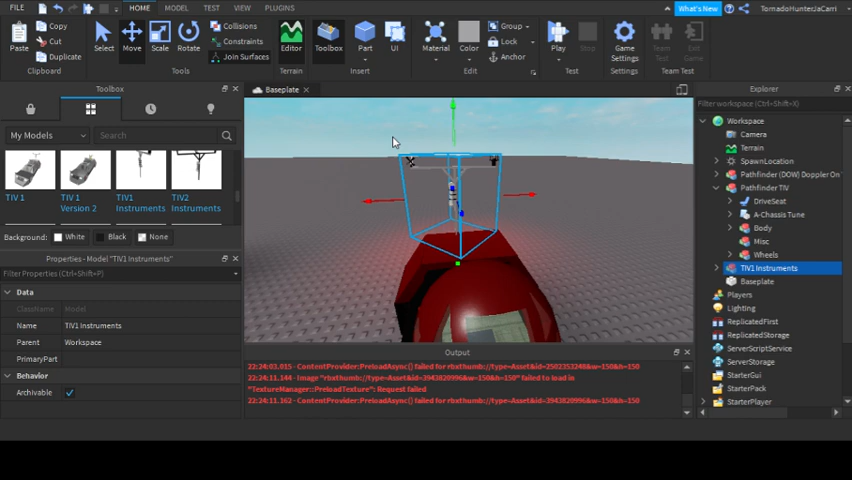 FILE HOME MODEL TEST VIEW PLUGINS What's New TornadoHunterJaCarri
Paste Copy Cut Duplicate Clipboard
Select Move Scale Rotate Collisions Constraints Join Surfaces Tools
Editor Terrain
Toolbox Part UI Insert
Material Color Group Lock Anchor Edit
Play Stop Test
Game Settings Settings
Team Test Exit Game Team Test
Toolbox
My Models Search
TIV 1
TIV 1 Version 2
TIV1 Instruments
TIV2 Instruments
Background: White Black None
Properties - Model "TIV1 Instruments"
Filter Properties (Ctrl+Shift+P)
Data
ClassName Model
Name TIV1 Instruments
Parent Workspace
PrimaryPart
Behavior
Archivable
Baseplate
Output
22:24:03.015 - ContentProvider:PreloadAsync() failed for rbxthumb://type=Asset&id=2502353248&w=150&h=150
22:24:11.144 - Image "rbxthumb://type=Asset&id=3943820996&w=150&h=150" failed to load in
"TextureManager::PreloadTexture": Request failed
22:24:11.162 - ContentProvider:PreloadAsync() failed for rbxthumb://type=Asset&id=3943820996&w=150&h=150
Explorer
Filter workspace (Ctrl+Shift+X)
Workspace
Camera
Terrain
SpawnLocation
Pathfinder (DOW) Doppler On
Pathfinder TIV
DriveSeat
A-Chassis Tune
Body
Misc
Wheels
TIV1 Instruments
Baseplate
Players
Lighting
ReplicatedFirst
ReplicatedStorage
ServerScriptService
ServerStorage
StarterGui
StarterPack
StarterPlayer